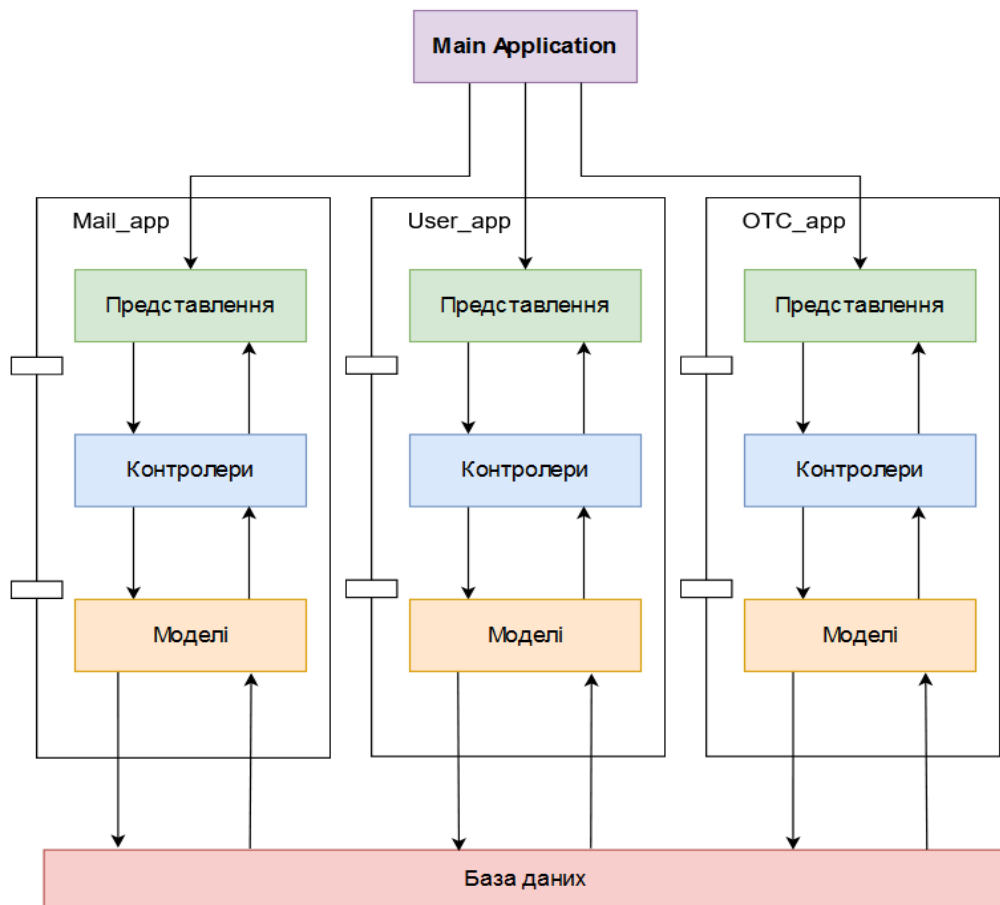 Main Application
Mail_app
User_app
OTC_app
Представлення
Представлення
Представлення
Контролери
Контролери
Контролери
Моделі
Моделі
Моделі
База даних